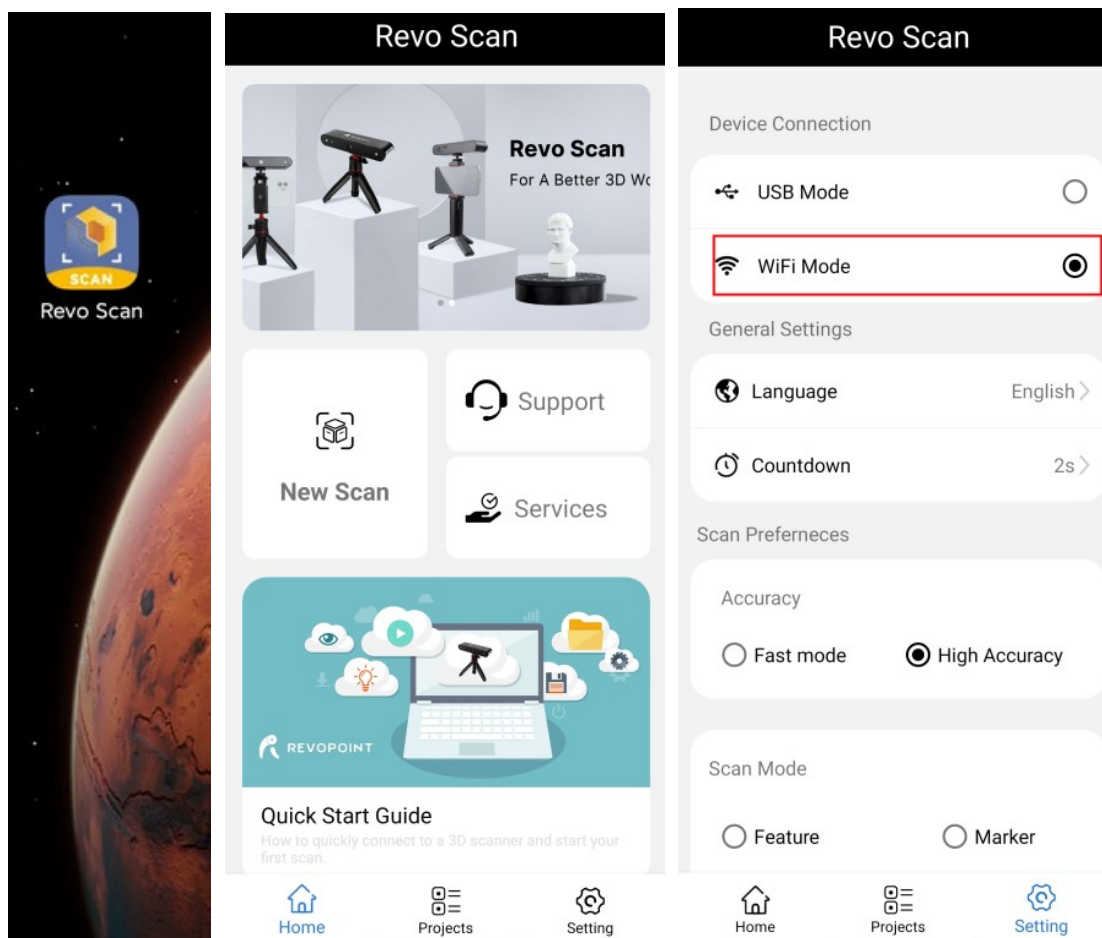 SCAN
Revo Scan
Revo Scan
Revo Scan
For A Better 3D Wo
New Scan
Support
Services
REVOPOINT
Quick Start Guide
How to quickly connect to a 3D scanner and start your
first scan.
Home
Projects
Setting
Revo Scan
Device Connection
USB Mode
WiFi Mode
General Settings
Language
English
Countdown
2s
Scan Preferneces
Accuracy
Fast mode
High Accuracy
Scan Mode
Feature
Marker
Home
Projects
Setting